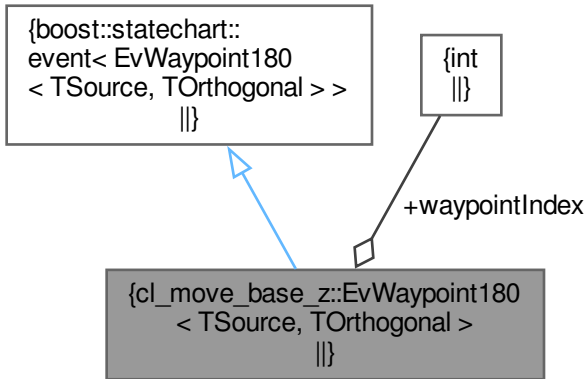 {boost::statechart::
event< EvWaypoint180
< TSource, TOrthogonal > >
||}
{int
||}
+waypointIndex
{cl_move_base_z::EvWaypoint180
< TSource, TOrthogonal >
||}